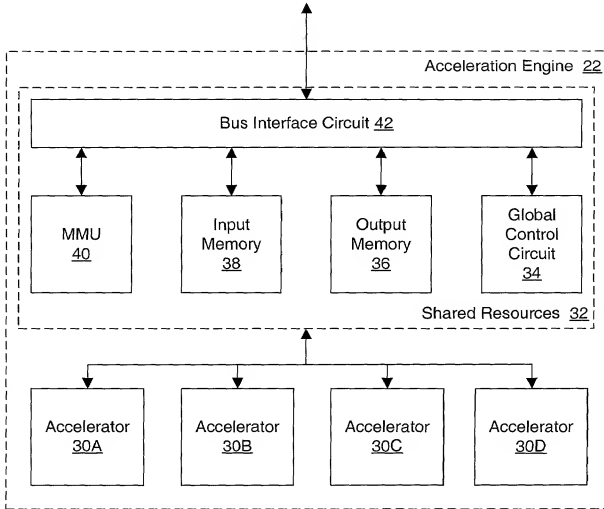 Acceleration Engine 22
Bus Interface Circuit 42
MMU
40
Input
Memory
38
Output
Memory
36
Global
Control
Circuit
34
Shared Resources 32
Accelerator
30A
Accelerator
30B
Accelerator
30C
Accelerator
30D